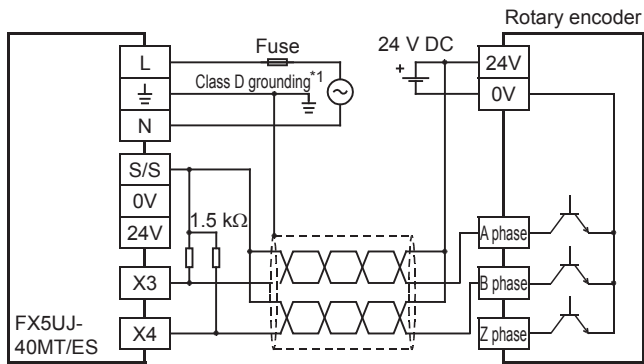 Rotary encoder
Fuse
24 V DC
L
Class D grounding*1
N
+
24V
0V
S/S
0V
24V
1.5 kΩ
X3
X4
A phase
B phase
Z phase
FX5UJ-
40MT/ES